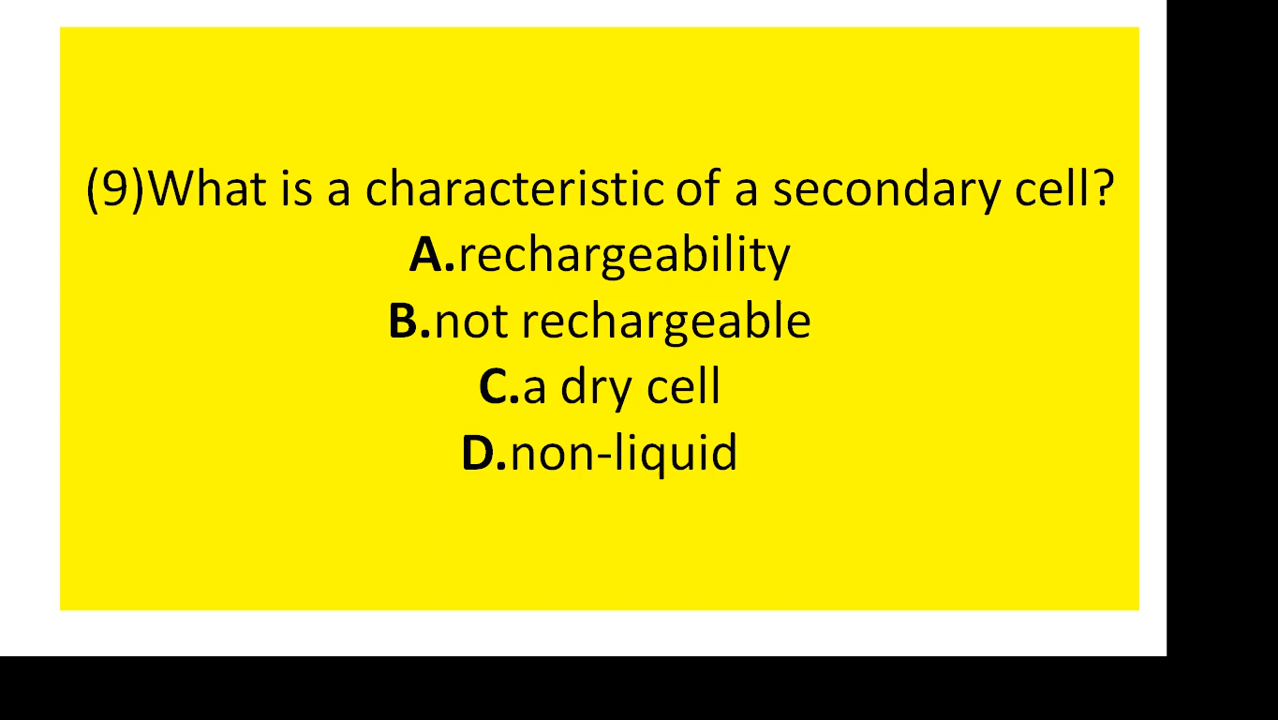 (9)What is a characteristic of a secondary cell?
A.rechargeability
B.not rechargeable
C.a dry cell
D.non-liquid